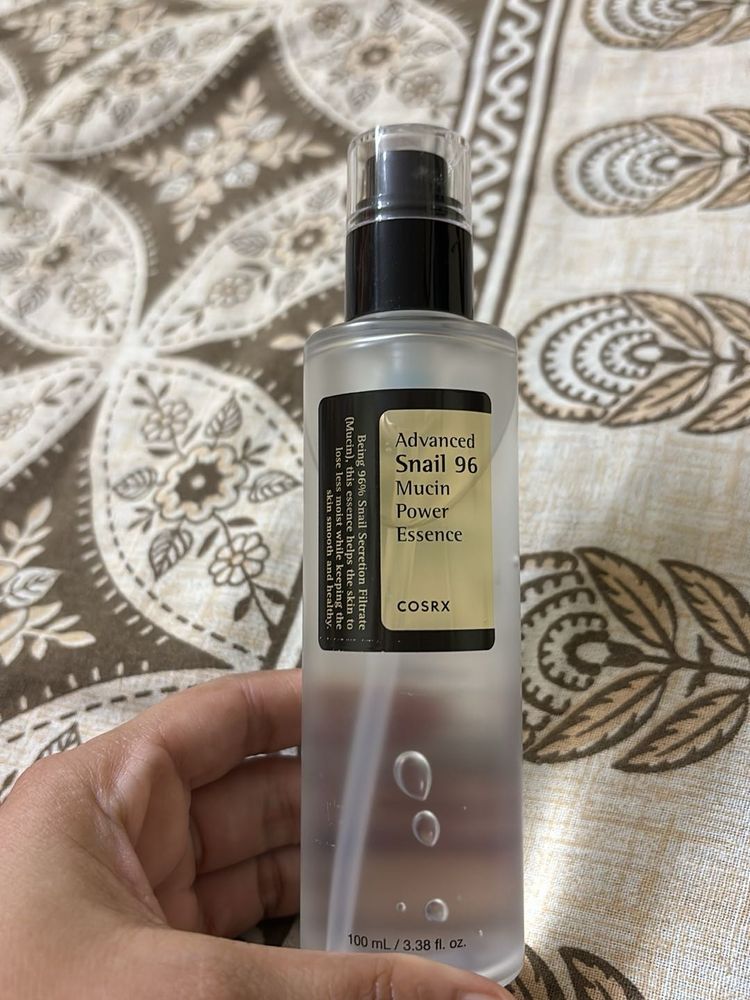 Advanced
Snail 96
Mucin
Power
Essence
COSRX
Being 96% Snail Secretion Filtrate
(Mucin), this essence helps the skin to
lose less moist while keeping the
skin smooth and healthy.
100 mL / 3.38 fl. oz.